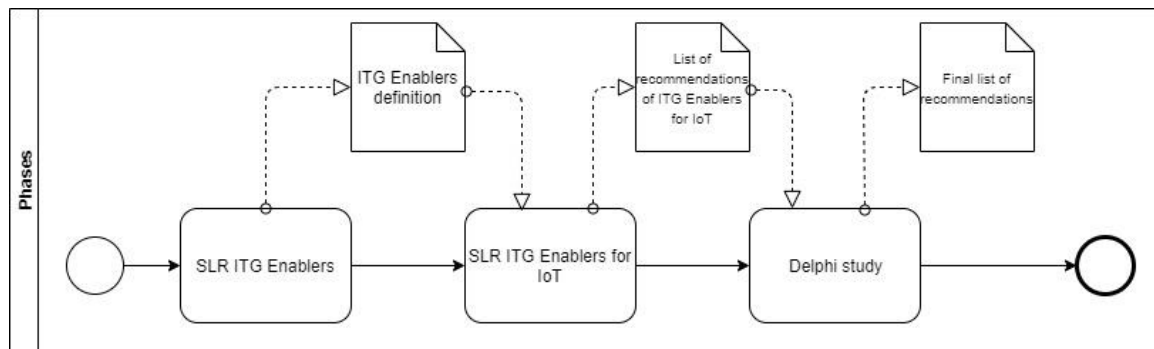 Phases
ITG Enablers
definition
List of
recommendations
of ITG Enablers
for IoT
Final list of
recommendations
SLR ITG Enablers
SLR ITG Enablers for
IoT
Delphi study